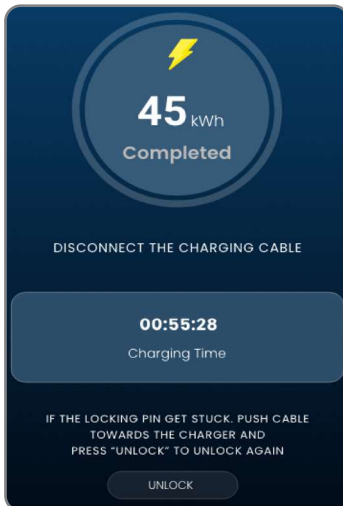 45 kWh
Completed
DISCONNECT THE CHARGING CABLE
00:55:28
Charging Time
IF THE LOCKING PIN GET STUCK. PUSH CABLE
TOWARDS THE CHARGER AND
PRESS “UNLOCK” TO UNLOCK AGAIN
UNLOCK